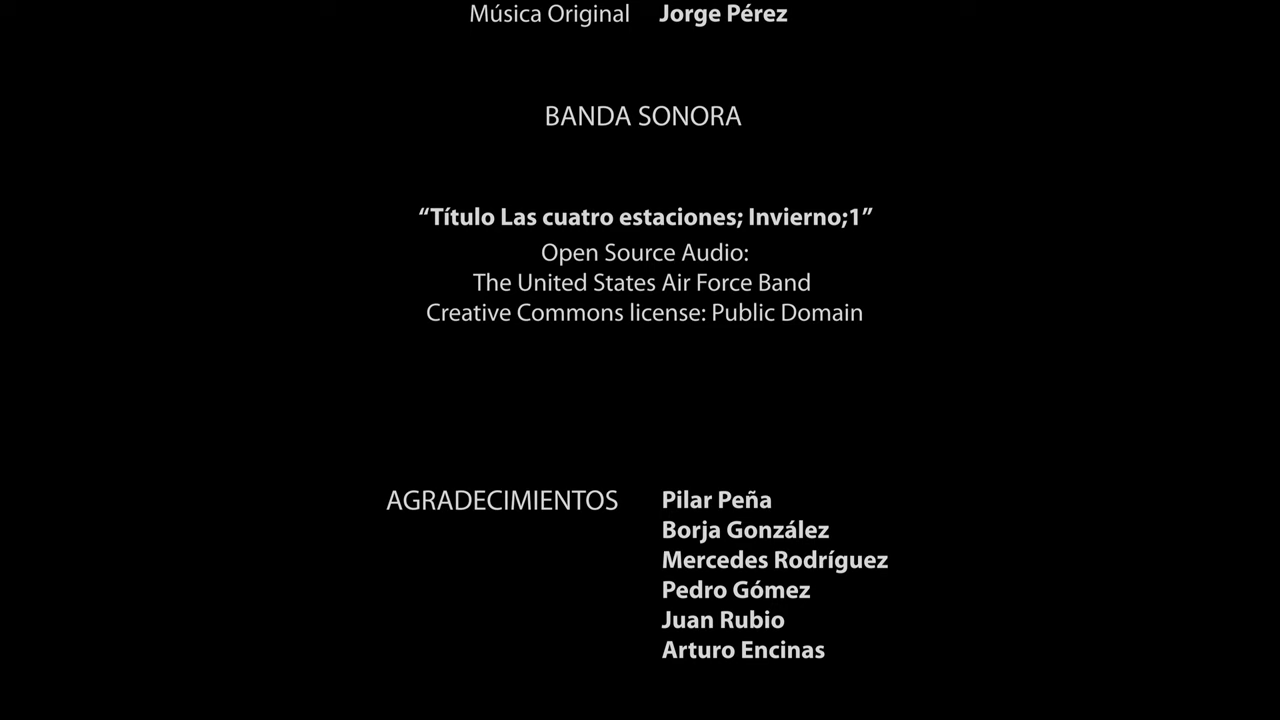 Música Original Jorge Pérez
BANDA SONORA
“Título Las cuatro estaciones; Invierno;1”
Open Source Audio:
The United States Air Force Band
Creative Commons license: Public Domain
AGRADECIMIENTOS Pilar Peña
Borja González
Mercedes Rodríguez
Pedro Gómez
Juan Rubio
Arturo Encinas